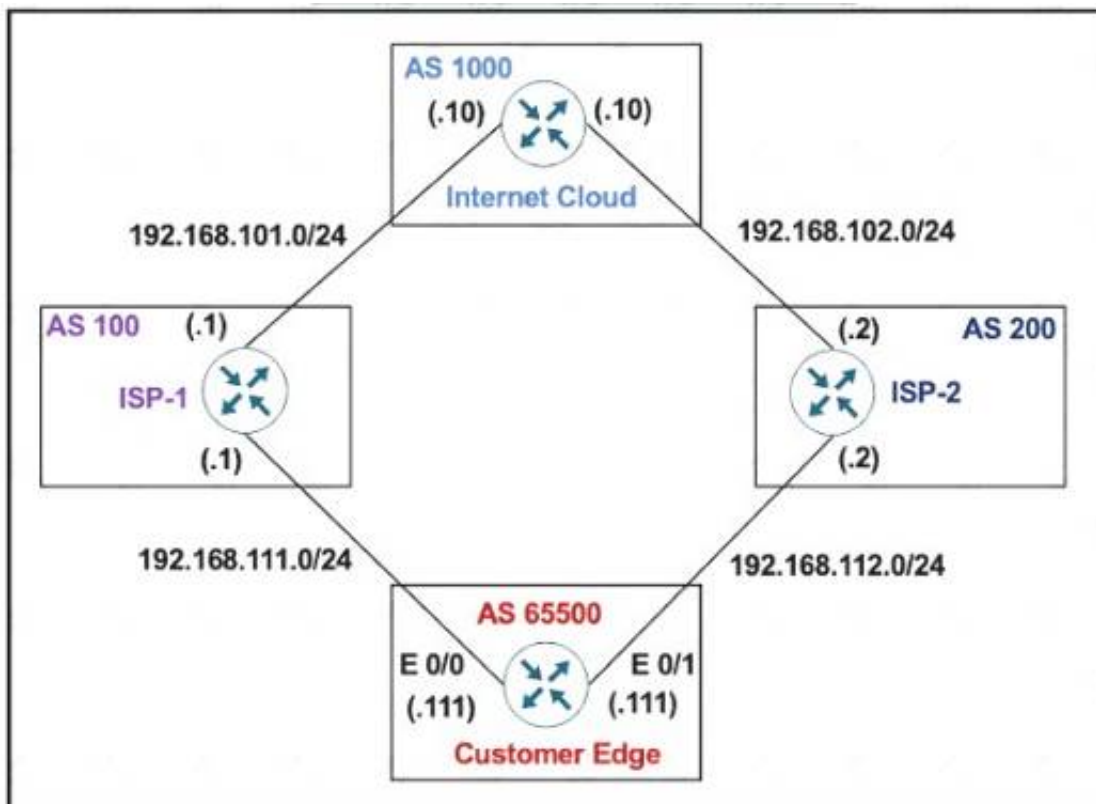 AS 1000
(.10) (.10)
Internet Cloud
192.168.101.0/24
192.168.102.0/24
AS 100
(.1)
ISP-1
(.1)
(.2)
AS 200
ISP-2
(.2)
192.168.111.0/24
192.168.112.0/24
AS 65500
E 0/0 E 0/1
(.111) (.111)
Customer Edge